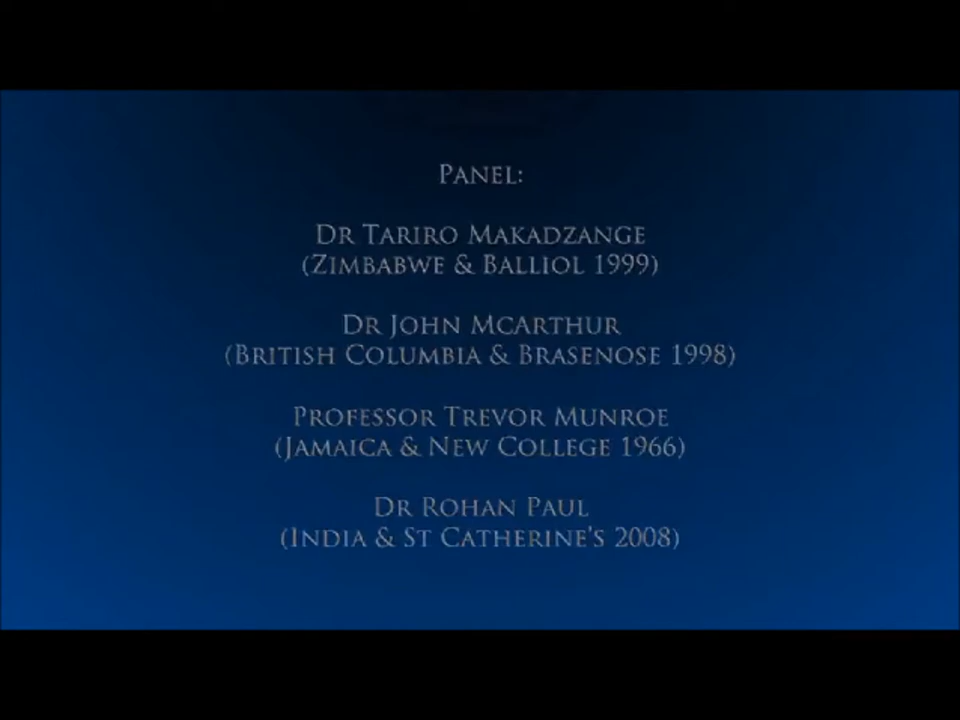 PANEL:
DR TARIRO MAKADZANGE
(ZIMBABWE & BALLIOL 1999)
DR JOHN MCARTHUR
(BRITISH COLUMBIA & BRASENOSE 1998)
PROFESSOR TREVOR MUNROE
(JAMAICA & NEW COLLEGE 1966)
DR ROHAN PAUL
(INDIA & ST CATHERINE'S 2008)